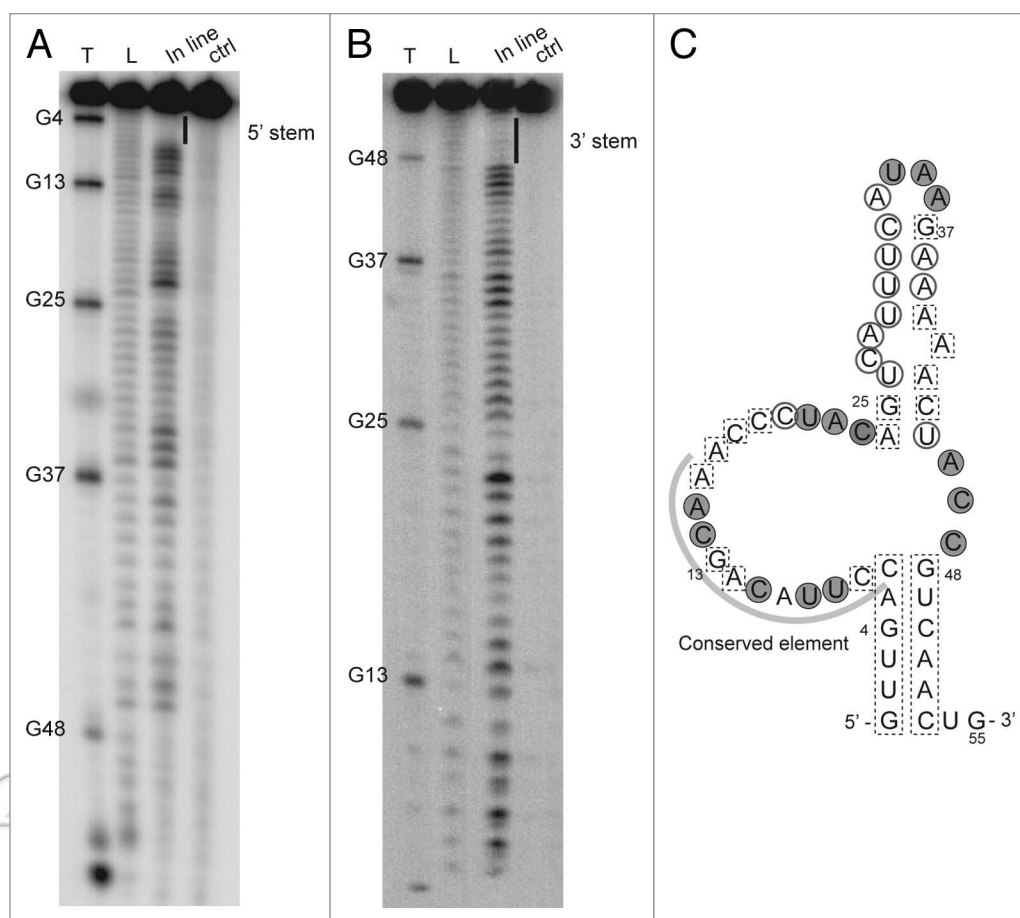 A
T L In line ctrl
G4
G13
G25
G37
G48
5' stem
B
T L In line ctrl
G48
G37
G25
G13
3' stem
C
U A
A A
C G 37
U A
U A
U A
A A
C
U A
25 G C
A U
A A C C C U A C
A C C
A
C
13 G A C A U U C
Conserved element
C G 48
A U
4 G C
U A
U A
5' - G C U G - 3'
55